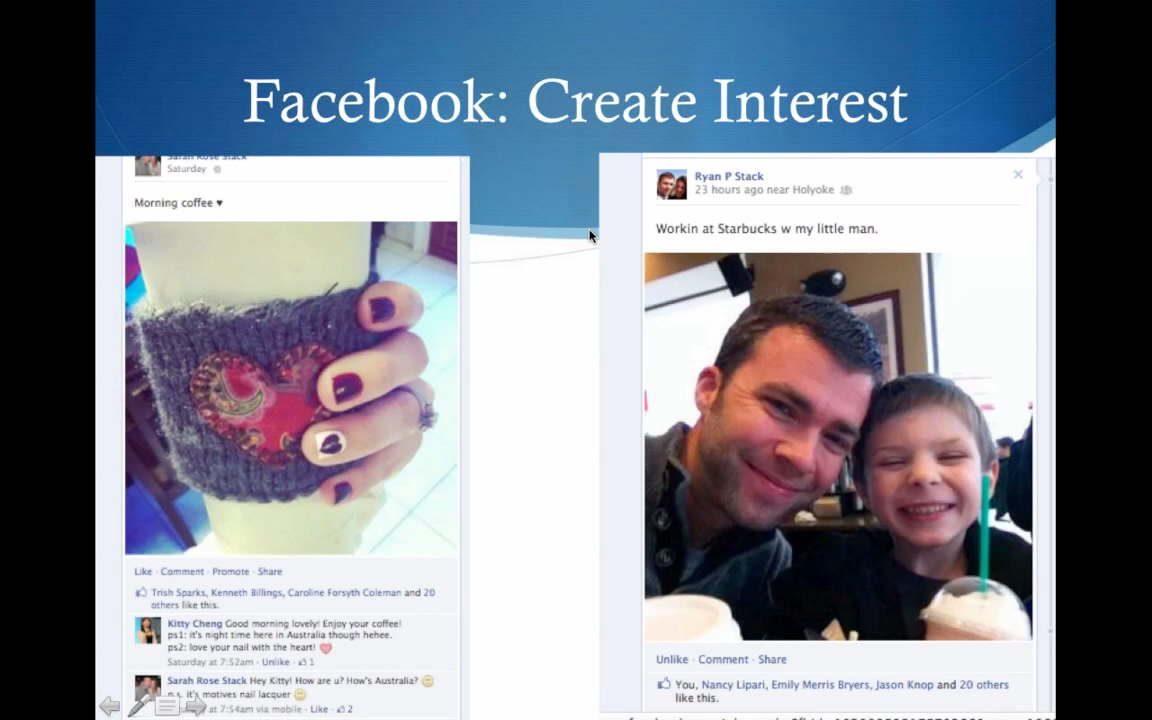 Facebook: Create Interest
Sarah Rose Stack
Saturday
Morning coffee ♥
Like · Comment · Promote · Share
Trish Sparks, Kenneth Billings, Caroline Forsyth Coleman and 20
others like this.
Kitty Cheng Good morning lovely! Enjoy your coffee!
ps1: it's night time here in Australia though hehee.
ps2: love your nail with the heart!
Saturday at 7:52am · Unlike · 1
Sarah Rose Stack Hey Kitty! How are u? How's Australia?
p.s. it's motives nail lacquer
at 7:54am via mobile · Like · 2
Ryan P Stack
23 hours ago near Holyoke
Workin at Starbucks w my little man.
Unlike · Comment · Share
You, Nancy Lipari, Emily Merris Bryers, Jason Knop and 20 others
like this.